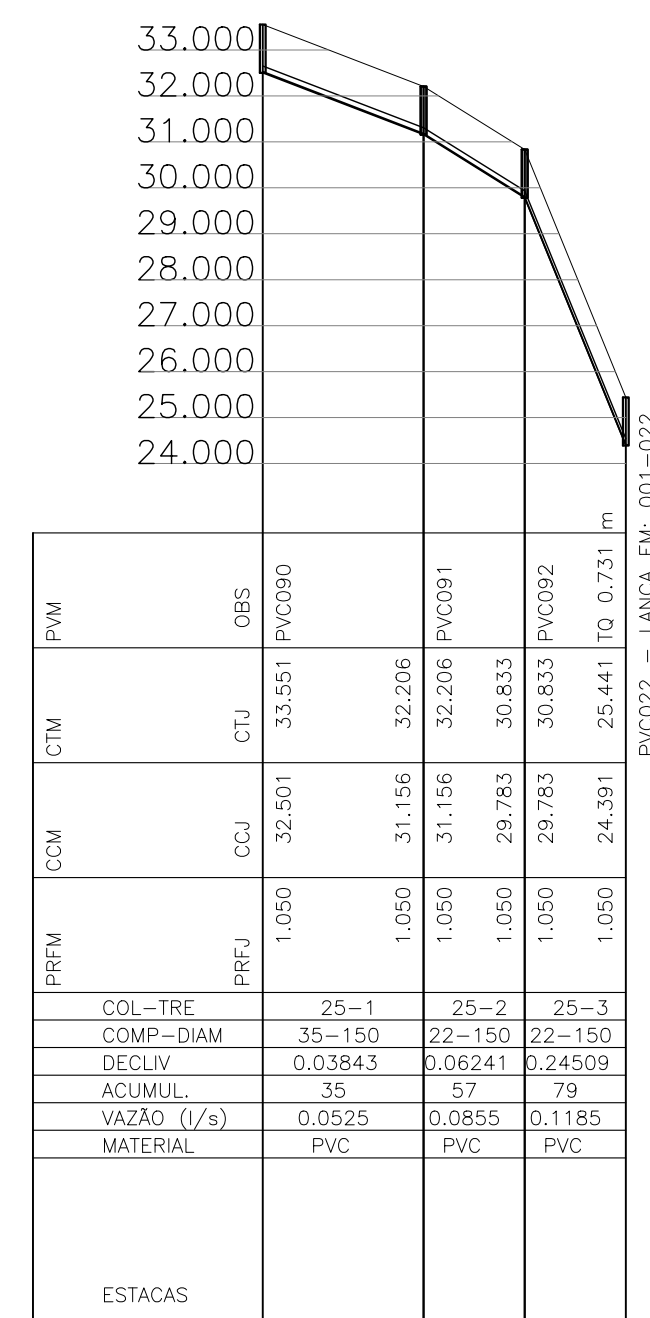 33.000
32.000
31.000
30.000
29.000
28.000
27.000
26.000
25.000
24.000
PVM OBS PVC090 PVC091 PVC092 TQ 0.731 m
CTM CTJ 33.551 32.206 32.206 30.833 30.833 25.441
CCM CCJ 32.501 31.156 31.156 29.783 29.783 24.391
PRFM PRFJ 1.050 1.050 1.050 1.050 1.050 1.050
PVC022 - LANCA EM: 001-022
COL-TRE 25-1 25-2 25-3
COMP-DIAM 35-150 22-150 22-150
DECLIV 0.03843 0.06241 0.24509
ACUMUL. 35 57 79
VAZÃO (l/s) 0.0525 0.0855 0.1185
MATERIAL PVC PVC PVC
ESTACAS